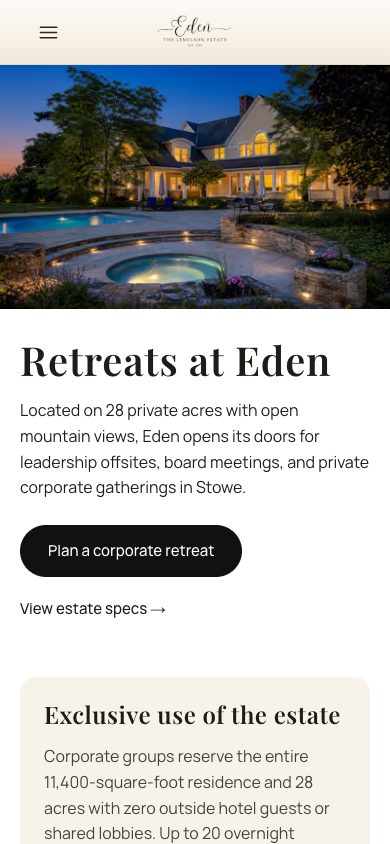 Eden
THE LEMELSON ESTATE
Retreats at Eden
Located on 28 private acres with open
mountain views, Eden opens its doors for
leadership offsites, board meetings, and private
corporate gatherings in Stowe.
Plan a corporate retreat
View estate specs →
Exclusive use of the estate
Corporate groups reserve the entire
11,400-square-foot residence and 28
acres with zero outside hotel guests or
shared lobbies. Up to 20 overnight